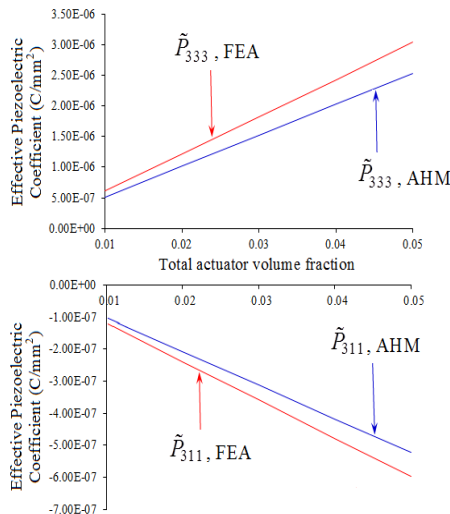 Effective Piezoelectric
Coefficient (C/mm²)
3.50E-06
3.00E-06
2.50E-06
2.00E-06
1.50E-06
1.00E-06
5.00E-07
0.00E+00
P̃333 , FEA
P̃333 , AHM
0.01 0.02 0.03 0.04 0.05
Total actuator volume fraction
Effective Piezoelectric
Coefficient (C/mm²)
0.00E+00
-1.00E-07
-2.00E-07
-3.00E-07
-4.00E-07
-5.00E-07
-6.00E-07
-7.00E-07
0.01 0.02 0.03 0.04 0.05
P̃311 , AHM
P̃311 , FEA